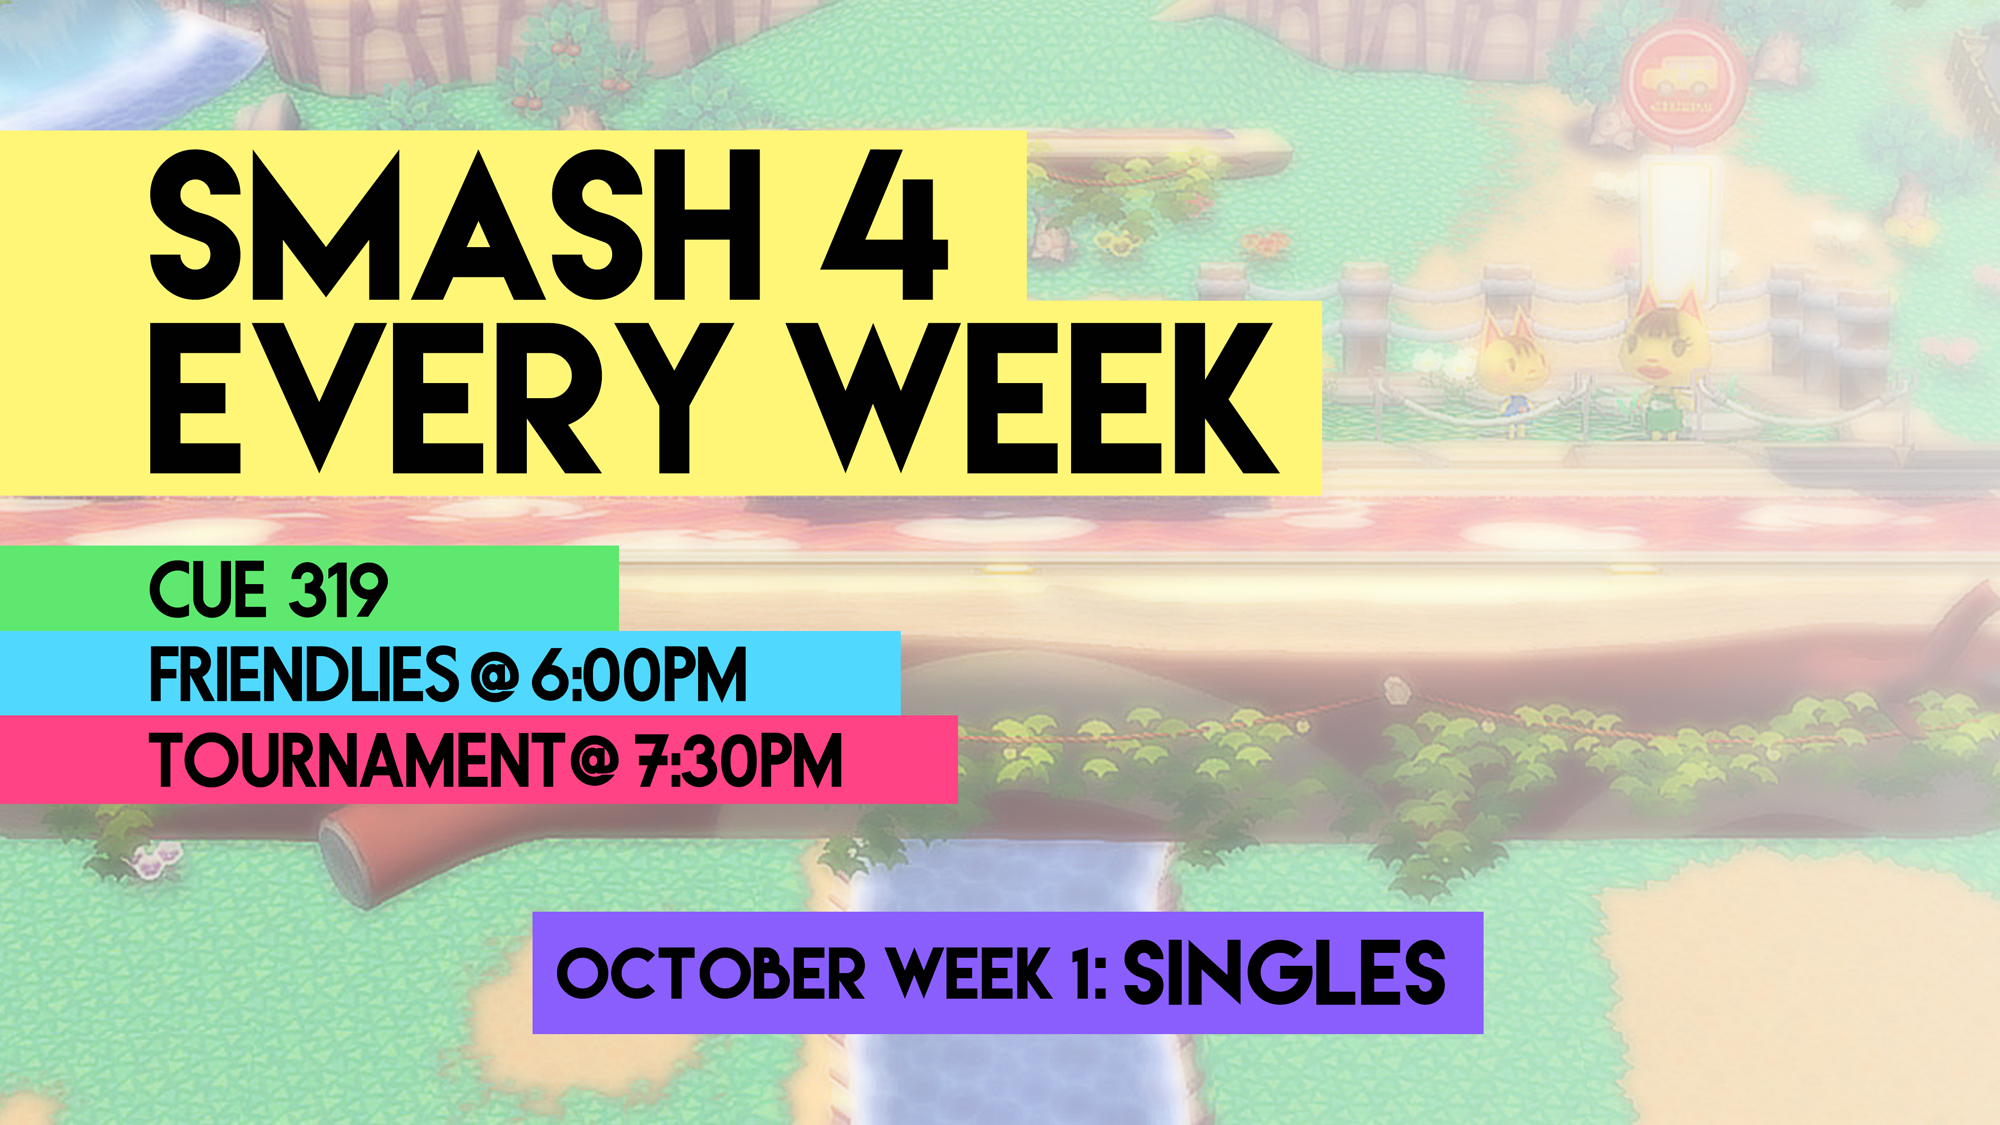 SMASH 4
EVERY WEEK
CUE 319
FRIENDLIES @ 6:00PM
TOURNAMENT @ 7:30PM
OCTOBER WEEK 1: SINGLES